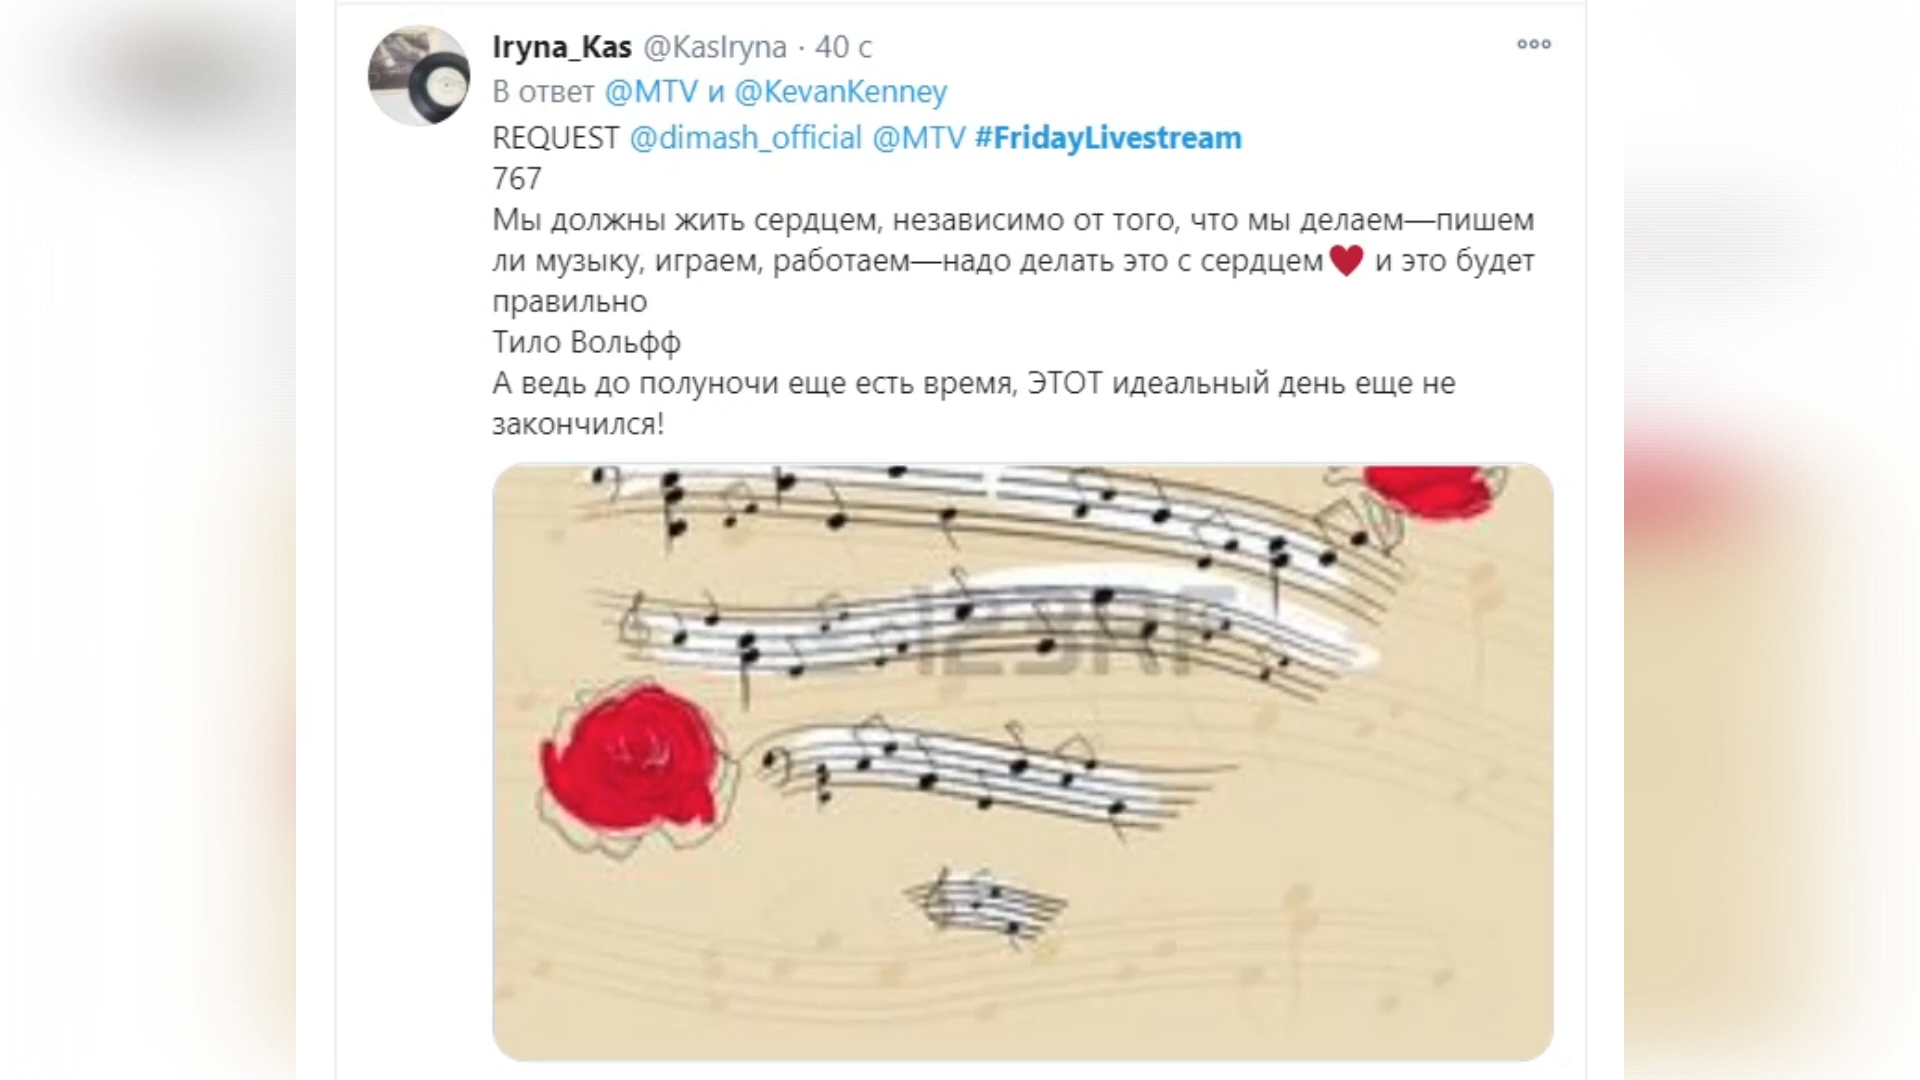 Iryna_Kas @KasIryna · 40 с
В ответ @MTV и @KevanKenney
REQUEST @dimash_official @MTV #FridayLivestream
767
Мы должны жить сердцем, независимо от того, что мы делаем—пишем
ли музыку, играем, работаем—надо делать это с сердцем♥ и это будет
правильно
Тило Вольфф
А ведь до полуночи еще есть время, ЭТОТ идеальный день еще не
закончился!
123RF